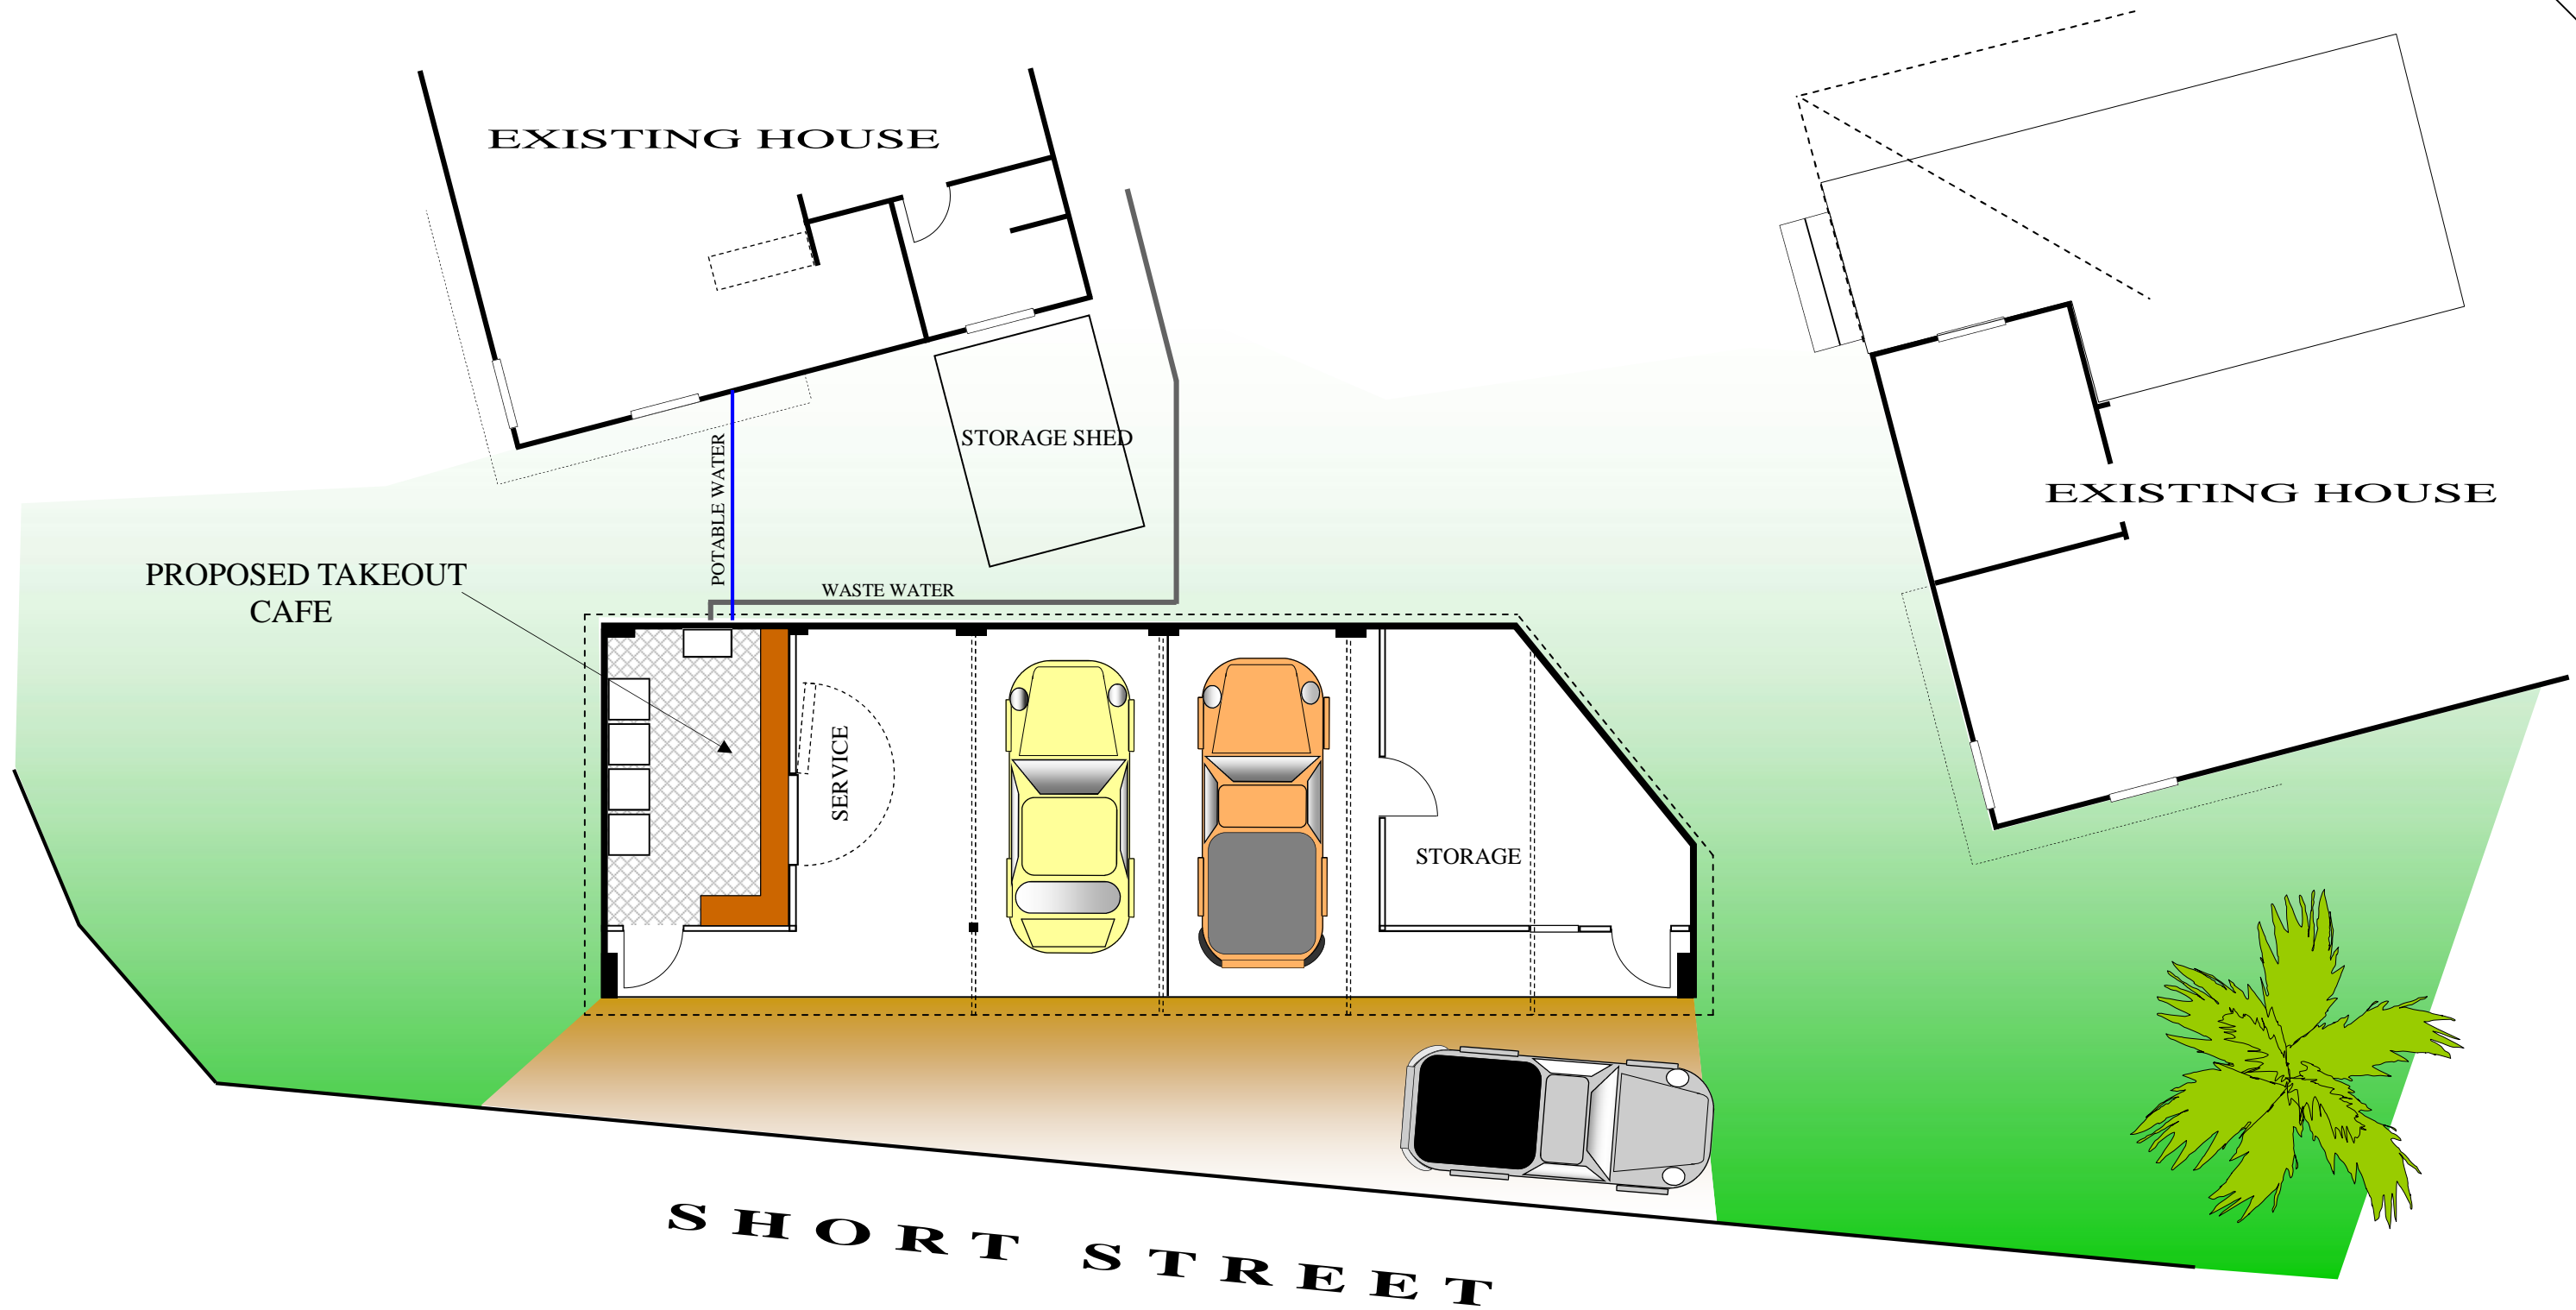 EXISTING HOUSE
STORAGE SHED
POTABLE WATER
EXISTING HOUSE
PROPOSED TAKEOUT
CAFE
WASTE WATER
SERVICE
STORAGE
SHORT STREET